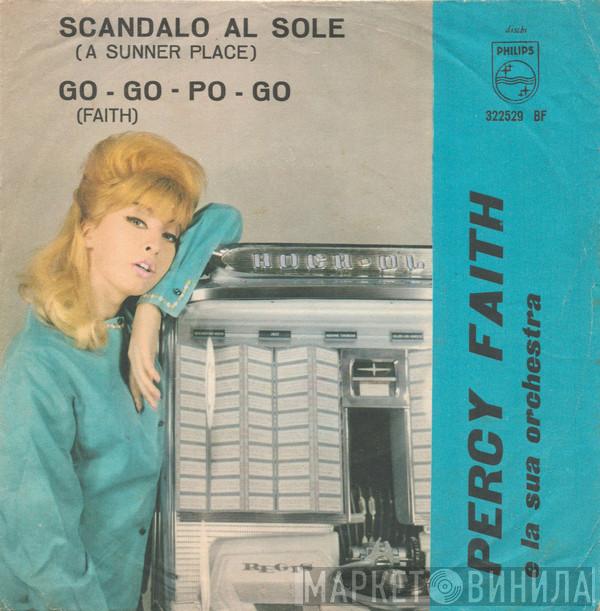 SCANDALO AL SOLE
(A SUNNER PLACE)
GO - GO - PO - GO
(FAITH)
dischi
PHILIPS
322529 BF
PERCY FAITH
e la sua orchestra
ROCK-OL
REGIS
МАРКЕТ ВИНИЛА